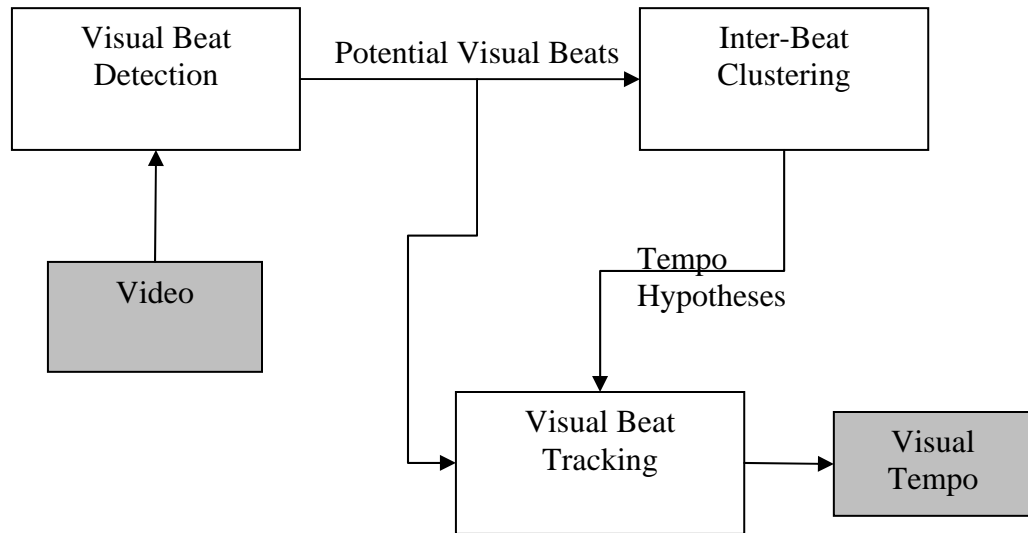 Visual Beat
Detection
Potential Visual Beats
Inter-Beat
Clustering
Video
Tempo
Hypotheses
Visual Beat
Tracking
Visual
Tempo